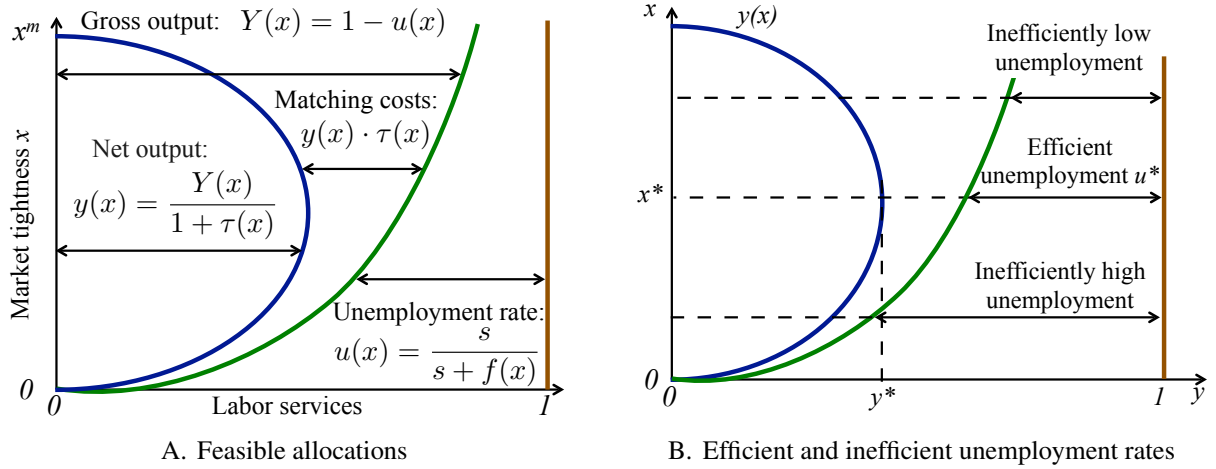 x^m
Gross output: Y(x) = 1 − u(x)
Matching costs:
y(x) · τ(x)
Net output:
y(x) = Y(x) / (1 + τ(x))
Market tightness x
Unemployment rate:
u(x) = s / (s + f(x))
0
0
Labor services
1
A. Feasible allocations
x
y(x)
Inefficiently low
unemployment
Efficient
unemployment u*
x*
Inefficiently high
unemployment
0
0
y*
1
y
B. Efficient and inefficient unemployment rates